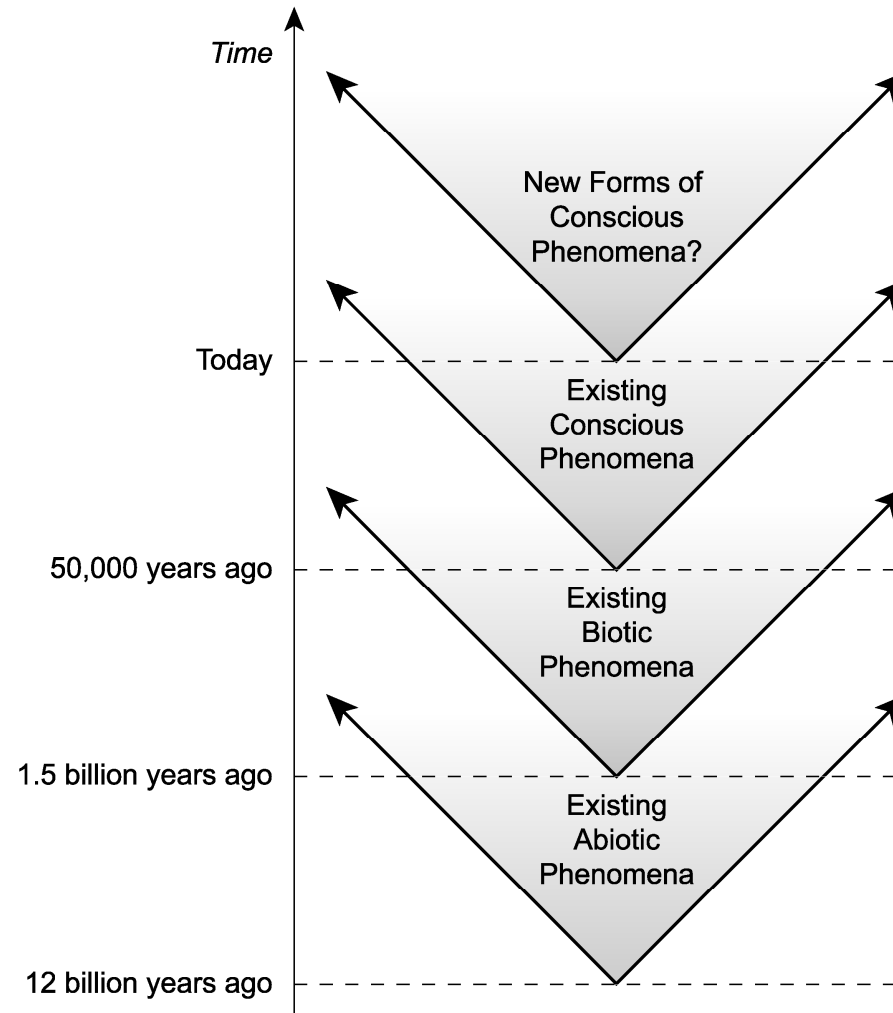 Time
New Forms of
Conscious
Phenomena?
Today
Existing
Conscious
Phenomena
50,000 years ago
Existing
Biotic
Phenomena
1.5 billion years ago
Existing
Abiotic
Phenomena
12 billion years ago